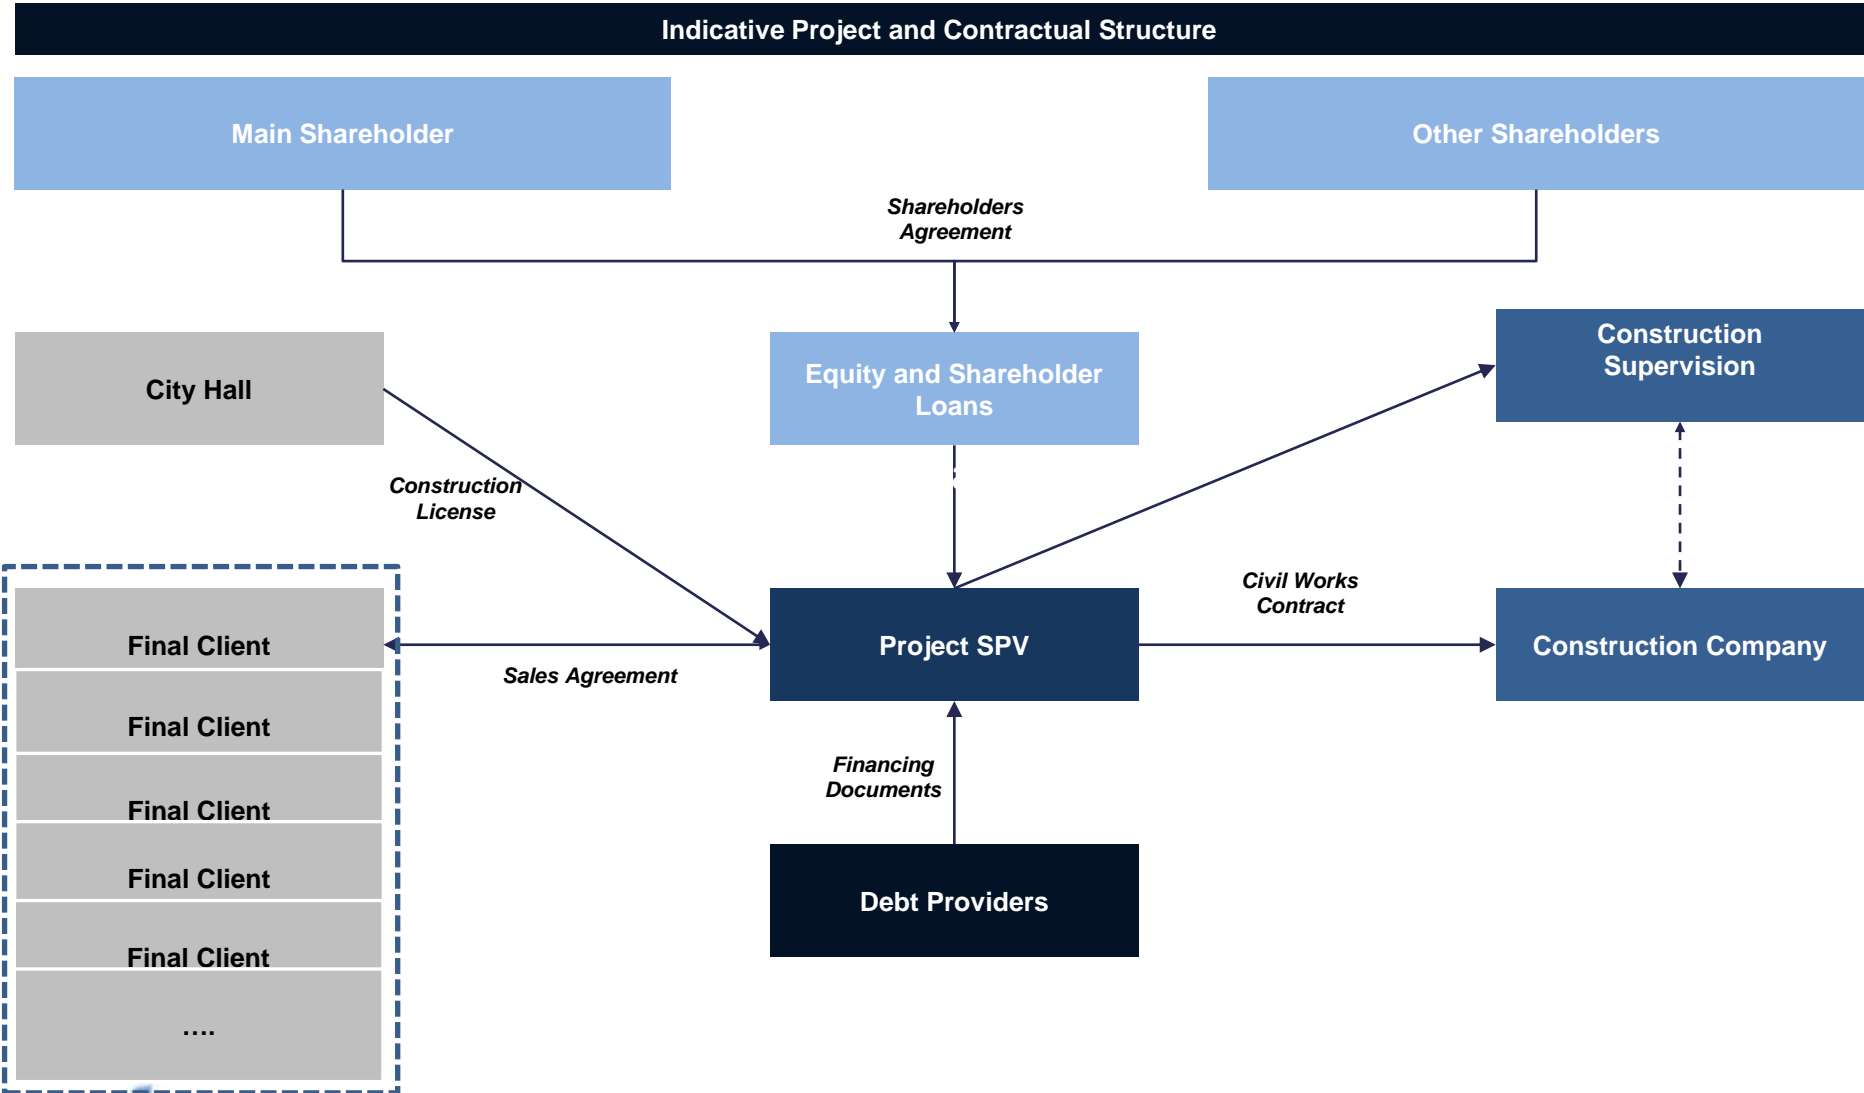 Indicative Project and Contractual Structure
Main Shareholder
Other Shareholders
Shareholders
Agreement
City Hall
Equity and Shareholder
Loans
Construction
Supervision
Construction
License
Civil Works
Contract
Final Client
Sales Agreement
Project SPV
Construction Company
Final Client
Financing
Documents
Final Client
Final Client
Debt Providers
Final Client
....